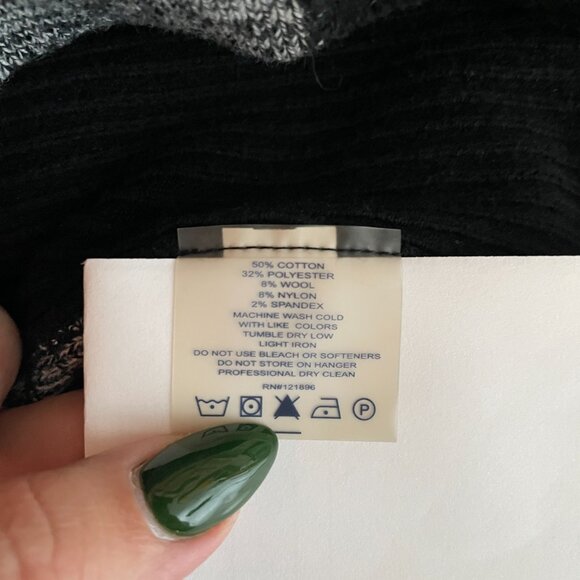 50% COTTON
32% POLYESTER
8% WOOL
8% NYLON
2% SPANDEX
MACHINE WASH COLD
WITH LIKE COLORS
TUMBLE DRY LOW
LIGHT IRON
DO NOT USE BLEACH OR SOFTENERS
DO NOT STORE ON HANGER
PROFESSIONAL DRY CLEAN
RN#121896
P